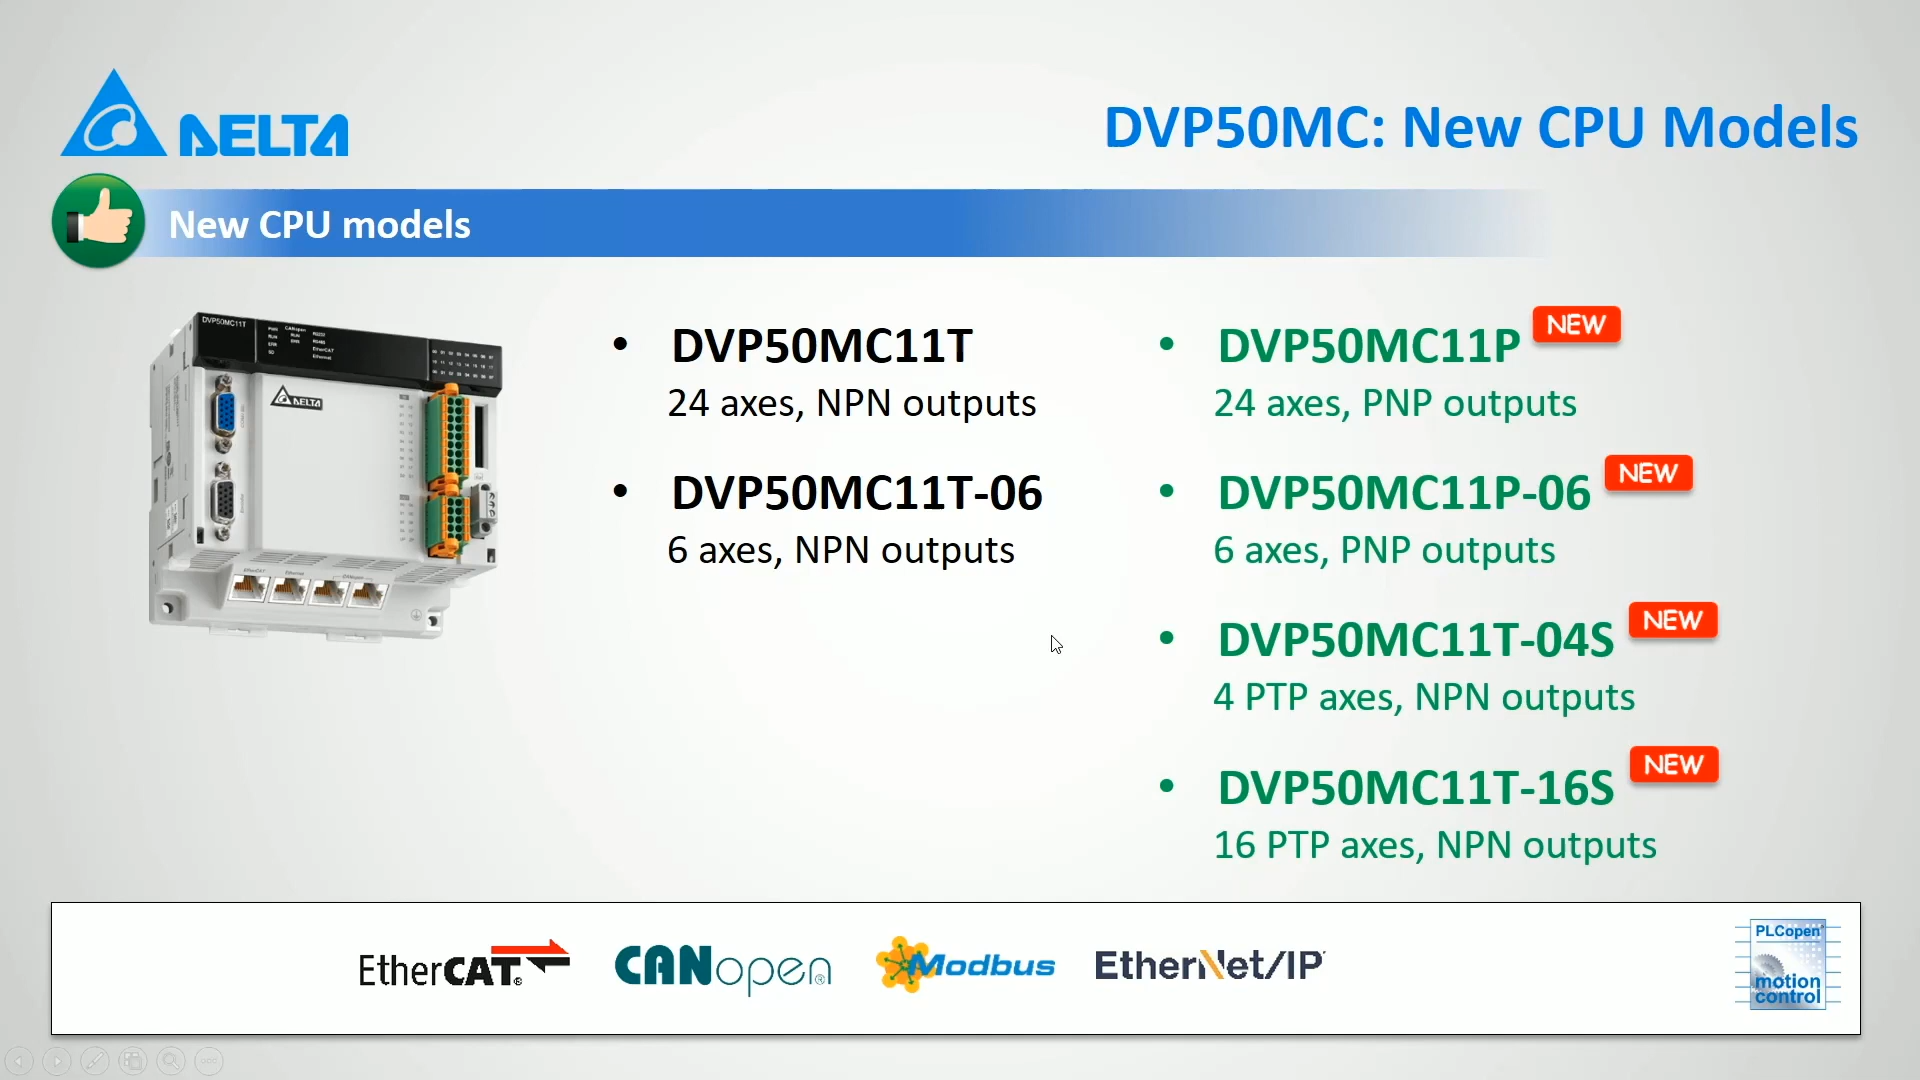 DELTA
DVP50MC: New CPU Models
New CPU models
DVP50MC11T
DELTA
• DVP50MC11T
24 axes, NPN outputs
• DVP50MC11T-06
6 axes, NPN outputs
• DVP50MC11P NEW
24 axes, PNP outputs
• DVP50MC11P-06 NEW
6 axes, PNP outputs
• DVP50MC11T-04S NEW
4 PTP axes, NPN outputs
• DVP50MC11T-16S NEW
16 PTP axes, NPN outputs
EtherCAT®
CANopen®
Modbus
EtherNet/IP
PLCopen
motion
control